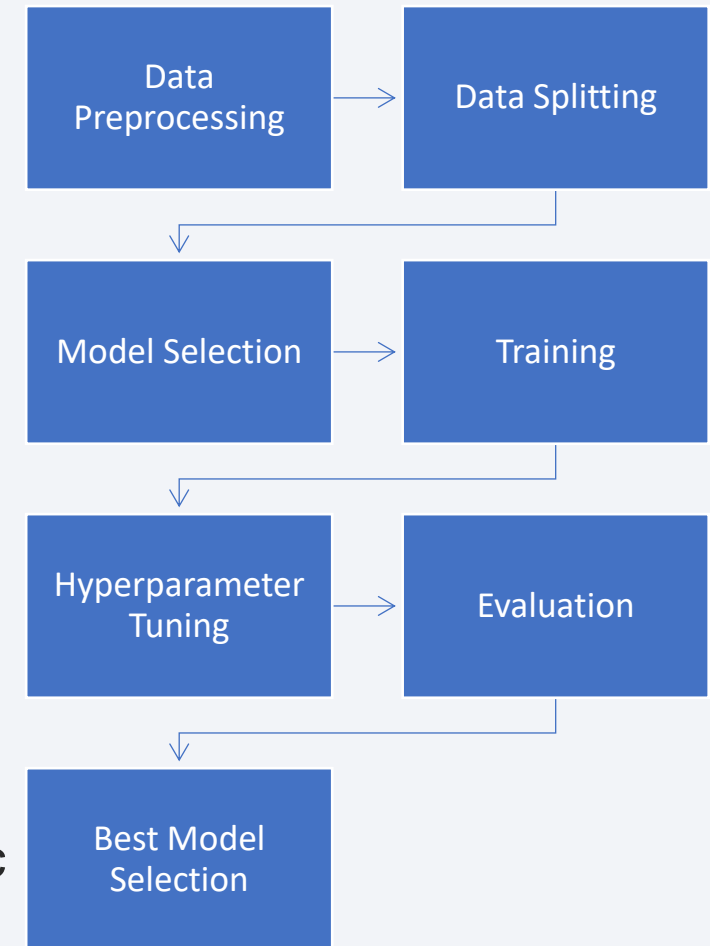 Data
Preprocessing
Data Splitting
Model Selection
Training
Hyperparameter
Tuning
Evaluation
Best Model
Selection
c